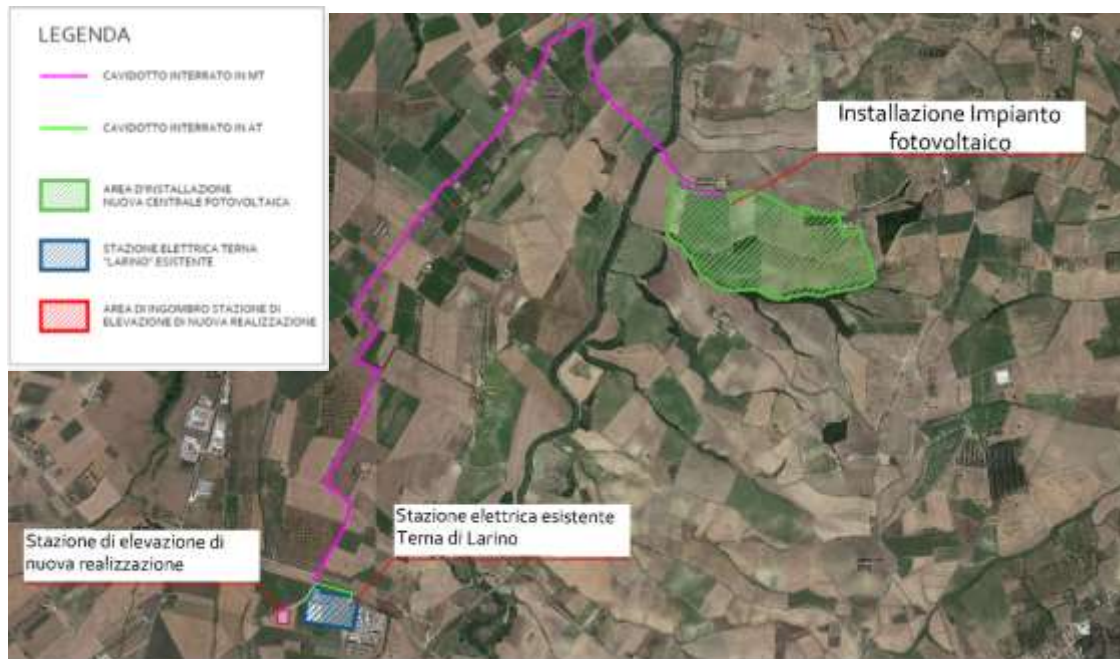 LEGENDA
CAVIDOTTO INTERRATO IN MT
CAVIDOTTO INTERRATO IN AT
AREA D'INSTALLAZIONE
NUOVA CENTRALE FOTOVOLTAICA
STAZIONE ELETTRICA TERNA
"LARINO" ESISTENTE
AREA DI INGOMBRO STAZIONE DI
ELEVAZIONE DI NUOVA REALIZZAZIONE
Installazione Impianto
fotovoltaico
Stazione elettrica esistente
Terna di Larino
Stazione di elevazione di
nuova realizzazione